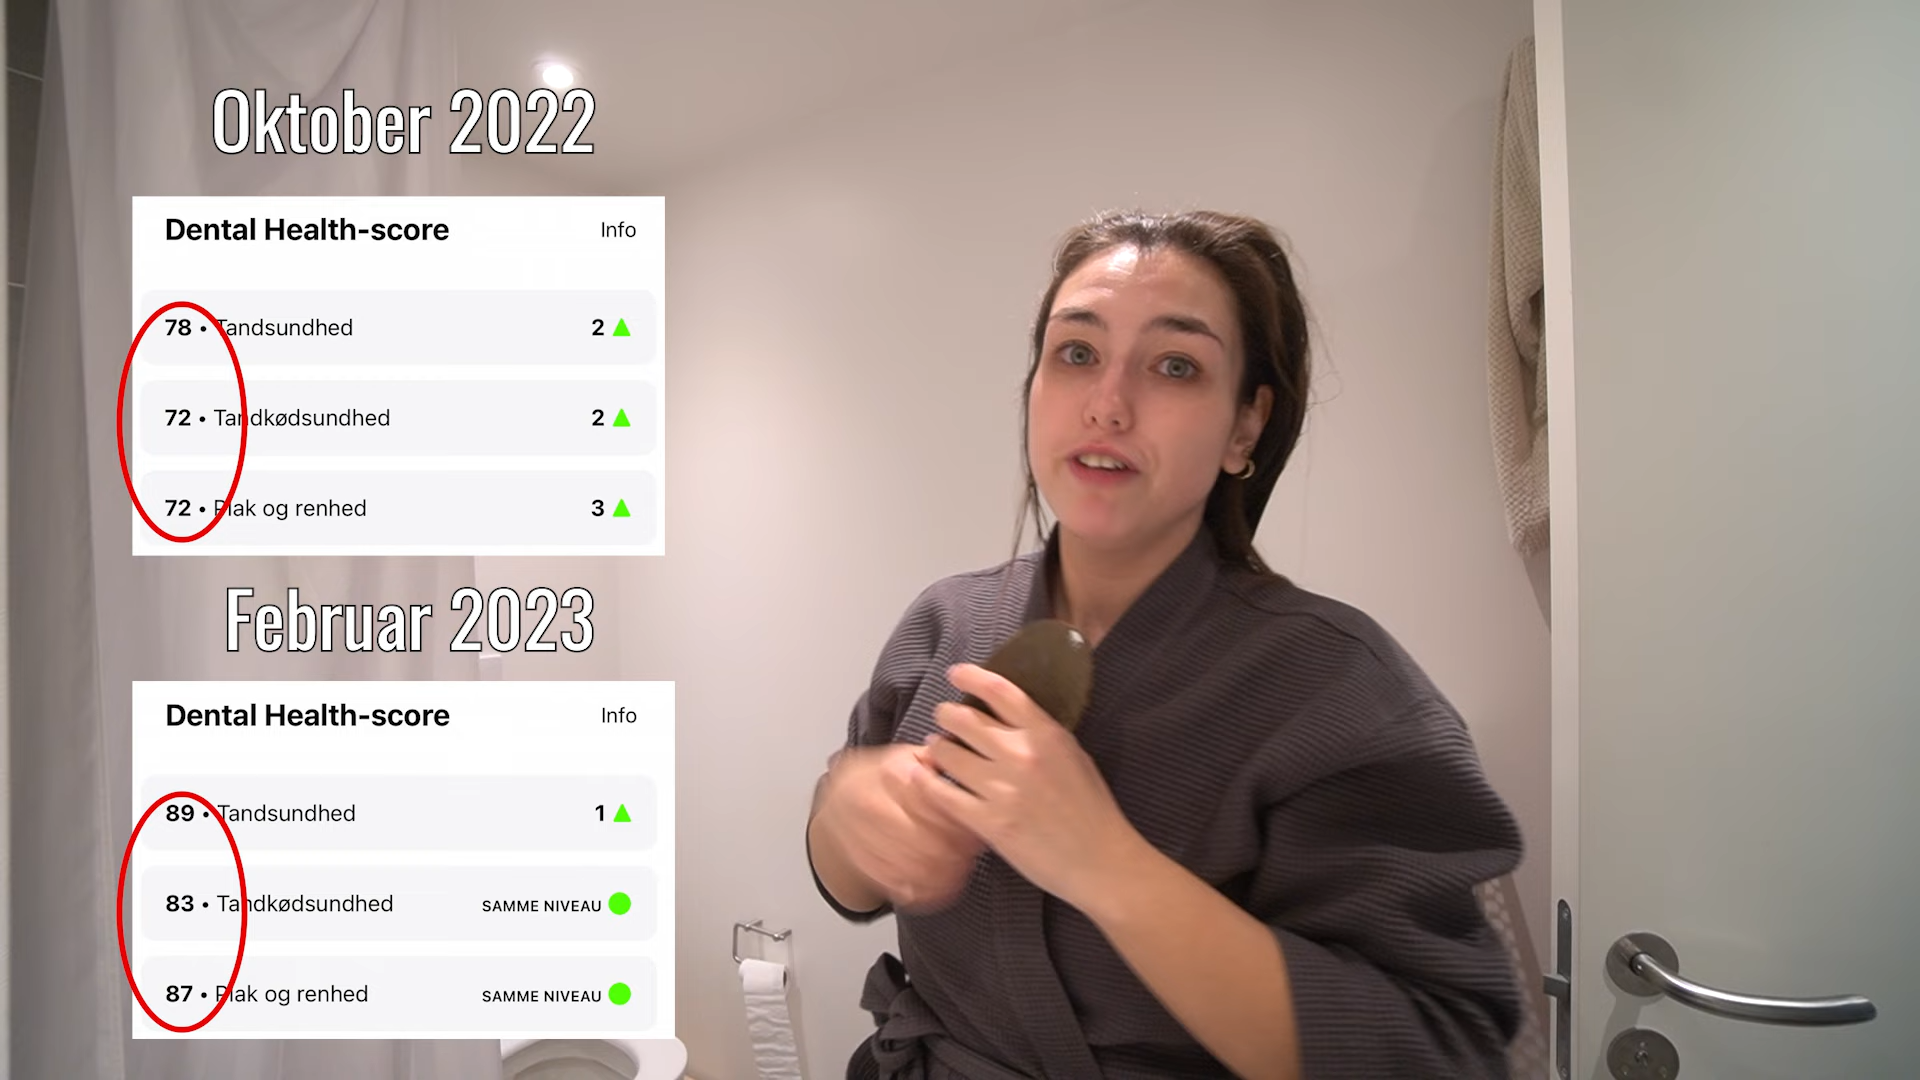 Oktober 2022
Dental Health-score Info
78 • Tandsundhed 2
72 • Tandkødsundhed 2
72 • Plak og renhed 3
Februar 2023
Dental Health-score Info
89 • Tandsundhed 1
83 • Tandkødsundhed SAMME NIVEAU
87 • Plak og renhed SAMME NIVEAU